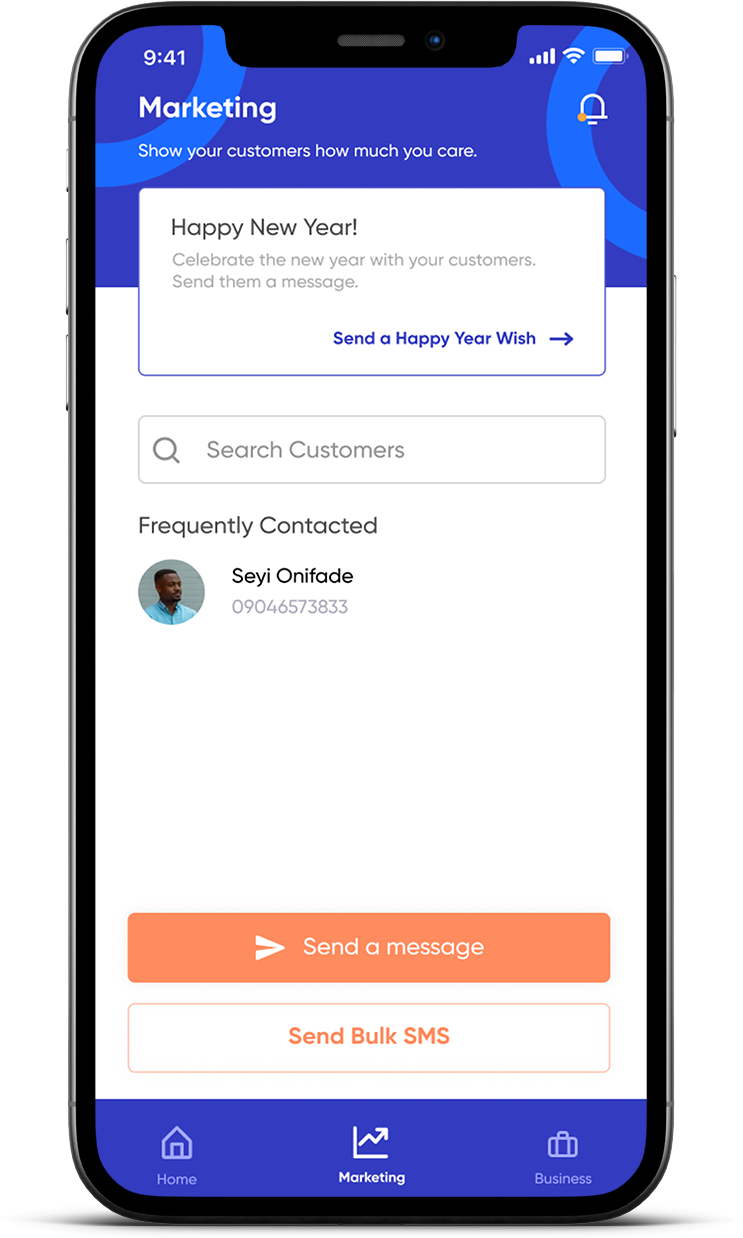 9:41
Marketing
Show your customers how much you care.
Happy New Year!
Celebrate the new year with your customers.
Send them a message.
Send a Happy Year Wish
Search Customers
Frequently Contacted
Seyi Onifade
09046573833
Send a message
Send Bulk SMS
Home
Marketing
Business